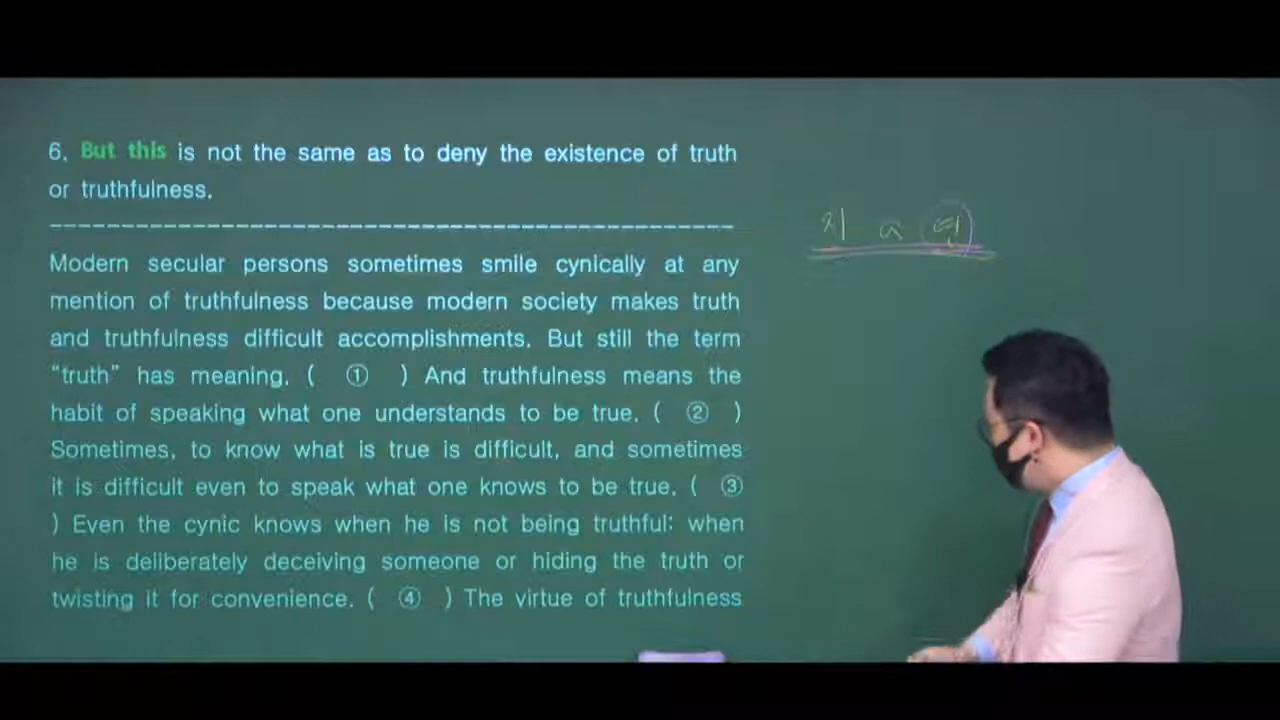 6. But this is not the same as to deny the existence of truth
or truthfulness.
Modern secular persons sometimes smile cynically at any
mention of truthfulness because modern society makes truth
and truthfulness difficult accomplishments. But still the term
“truth” has meaning. ( ① ) And truthfulness means the
habit of speaking what one understands to be true. ( ② )
Sometimes, to know what is true is difficult, and sometimes
it is difficult even to speak what one knows to be true. ( ③
) Even the cynic knows when he is not being truthful: when
he is deliberately deceiving someone or hiding the truth or
twisting it for convenience. ( ④ ) The virtue of truthfulness